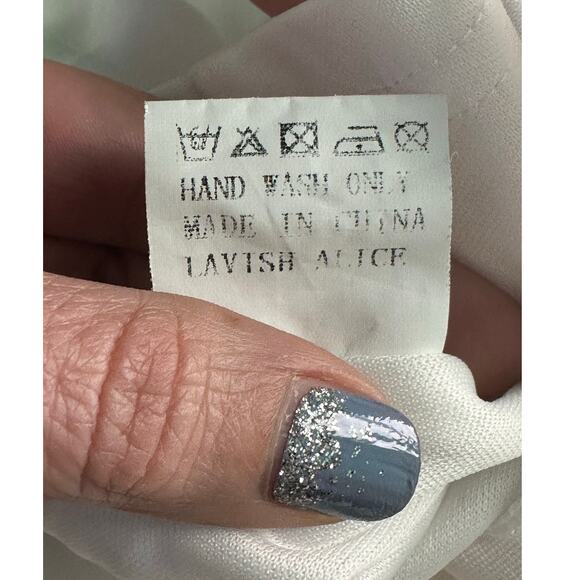 HAND WASH ONLY
MADE IN CHINA
LAVISH ALICE